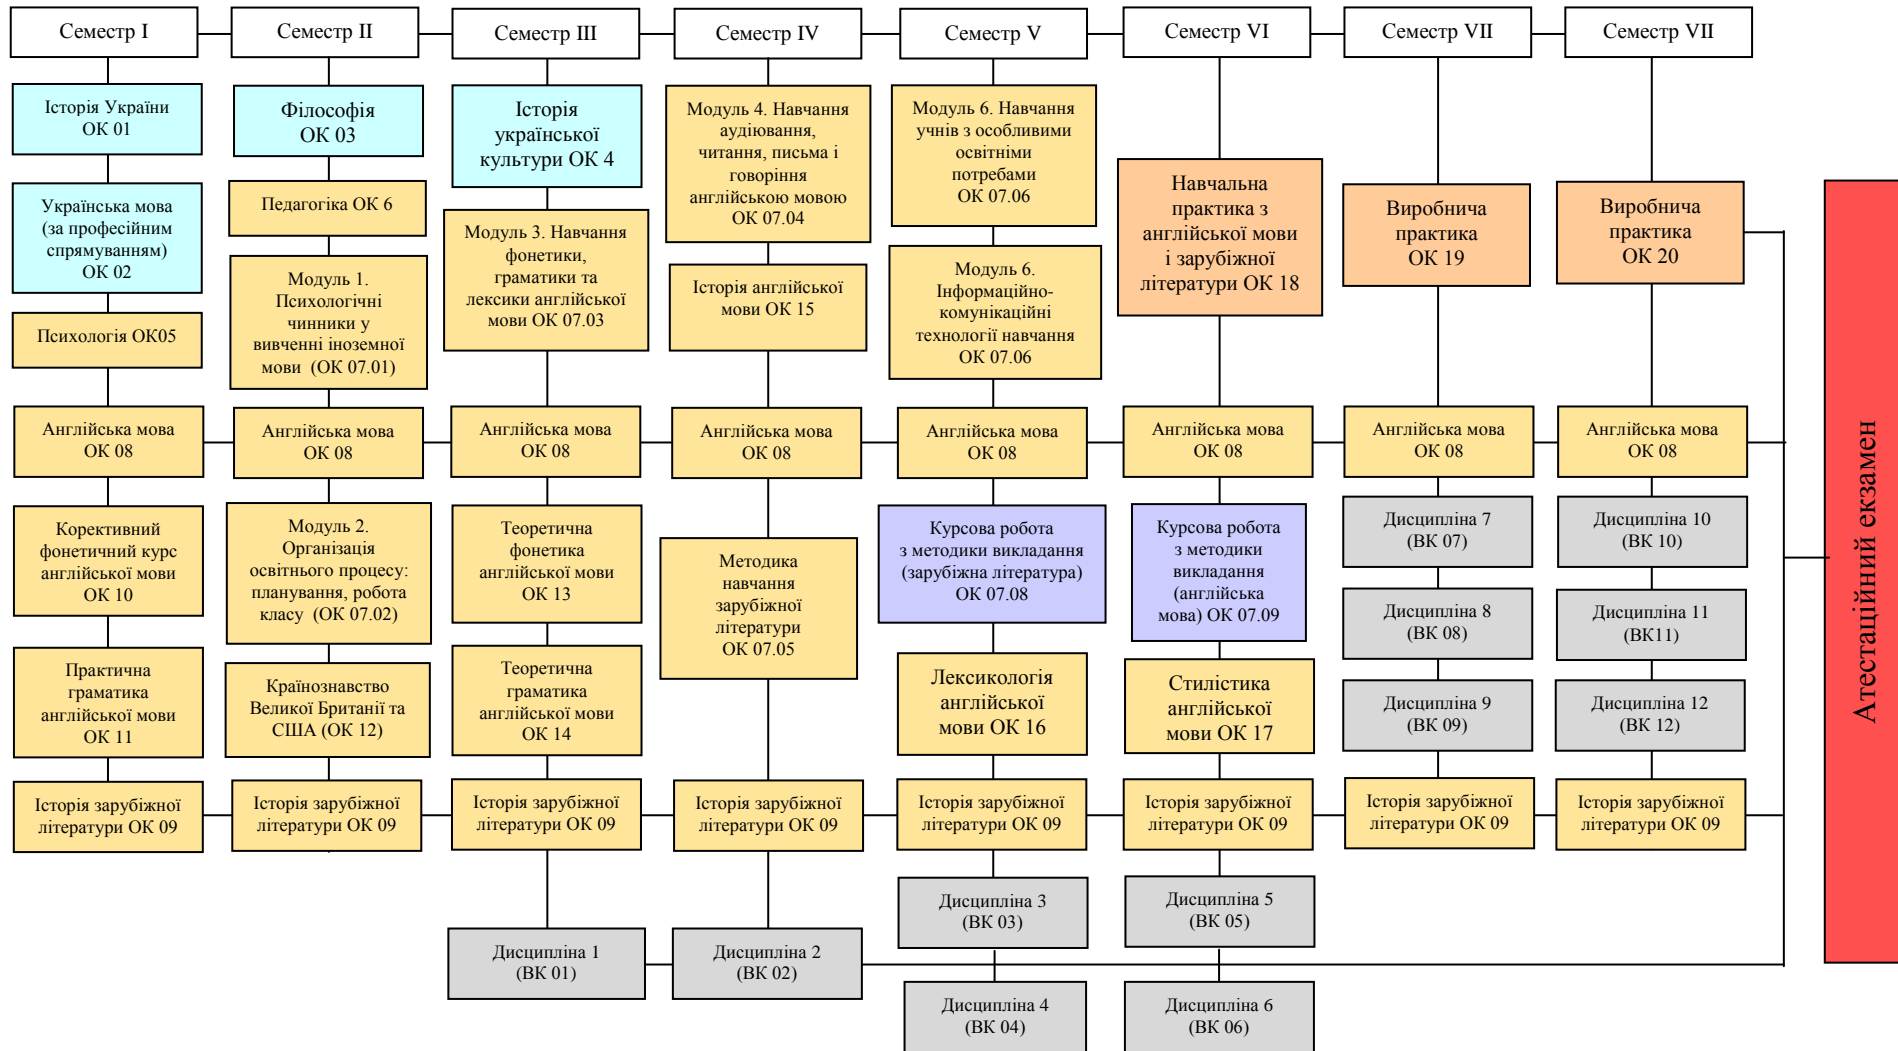 Семестр I
Семестр II
Семестр III
Семестр IV
Семестр V
Семестр VI
Семестр VII
Семестр VII
Історія України
ОК 01
Українська мова
(за професійним
спрямуванням)
ОК 02
Психологія ОК05
Англійська мова
ОК 08
Корективний
фонетичний курс
англійської мови
ОК 10
Практична
граматика
англійської мови
ОК 11
Історія зарубіжної
літератури ОК 09
Філософія
ОК 03
Педагогіка ОК 6
Модуль 1.
Психологічні
чинники у
вивченні іноземної
мови (ОК 07.01)
Англійська мова
ОК 08
Модуль 2.
Організація
освітнього процесу:
планування, робота
класу (ОК 07.02)
Країнознавство
Великої Британії та
США (ОК 12)
Історія зарубіжної
літератури ОК 09
Історія
української
культури ОК 4
Модуль 3. Навчання
фонетики,
граматики та
лексики англійської
мови ОК 07.03
Англійська мова
ОК 08
Теоретична
фонетика
англійської мови
ОК 13
Теоретична
граматика
англійської мови
ОК 14
Історія зарубіжної
літератури ОК 09
Дисципліна 1
(ВК 01)
Модуль 4. Навчання
аудіювання,
читання, письма і
говоріння
англійською мовою
ОК 07.04
Історія англійської
мови ОК 15
Англійська мова
ОК 08
Методика
навчання
зарубіжної
літератури
ОК 07.05
Історія зарубіжної
літератури ОК 09
Дисципліна 2
(ВК 02)
Модуль 6. Навчання
учнів з особливими
освітніми
потребами
ОК 07.06
Модуль 6.
Інформаційно-
комунікаційні
технології навчання
ОК 07.06
Англійська мова
ОК 08
Курсова робота
з методики викладання
(зарубіжна література)
ОК 07.08
Лексикологія
англійської
мови ОК 16
Історія зарубіжної
літератури ОК 09
Дисципліна 3
(ВК 03)
Дисципліна 4
(ВК 04)
Навчальна
практика з
англійської мови
і зарубіжної
літератури ОК 18
Англійська мова
ОК 08
Курсова робота
з методики
викладання
(англійська
мова) ОК 07.09
Стилістика
англійської
мови ОК 17
Історія зарубіжної
літератури ОК 09
Дисципліна 5
(ВК 05)
Дисципліна 6
(ВК 06)
Виробнича
практика
ОК 19
Англійська мова
ОК 08
Дисципліна 7
(ВК 07)
Дисципліна 8
(ВК 08)
Дисципліна 9
(ВК 09)
Історія зарубіжної
літератури ОК 09
Виробнича
практика
ОК 20
Англійська мова
ОК 08
Дисципліна 10
(ВК 10)
Дисципліна 11
(ВК11)
Дисципліна 12
(ВК 12)
Історія зарубіжної
літератури ОК 09
Атестаційний екзамен